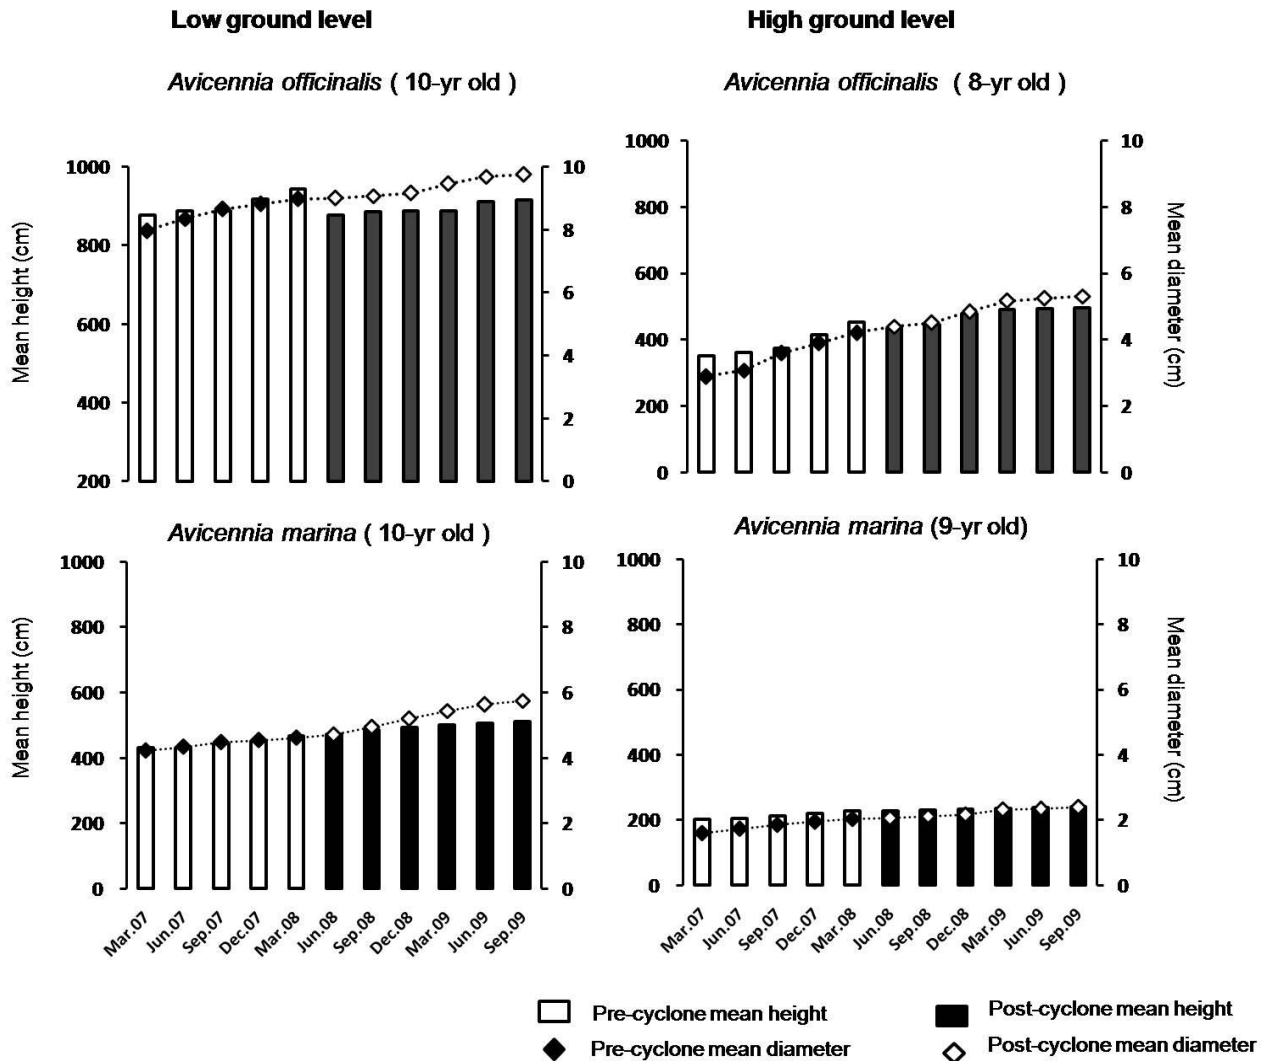 Low ground level
High ground level
Avicennia officinalis ( 10-yr old )
Avicennia officinalis ( 8-yr old )
1000
800
600
400
200
Mean height (cm)
10
8
6
4
2
0
1000
800
600
400
200
0
10
8
6
4
2
0
Mean diameter (cm)
Avicennia marina ( 10-yr old )
Avicennia marina (9-yr old)
1000
800
600
400
200
0
Mean height (cm)
10
8
6
4
2
0
1000
800
600
400
200
0
10
8
6
4
2
0
Mean diameter (cm)
Mar.07
Jun.07
Sep.07
Dec.07
Mar.08
Jun.08
Sep.08
Dec.08
Mar.09
Jun.09
Sep.09
Mar.07
Jun.07
Sep.07
Dec.07
Mar.08
Jun.08
Sep.08
Dec.08
Mar.09
Jun.09
Sep.09
Pre-cyclone mean height
Post-cyclone mean height
Pre-cyclone mean diameter
Post-cyclone mean diameter